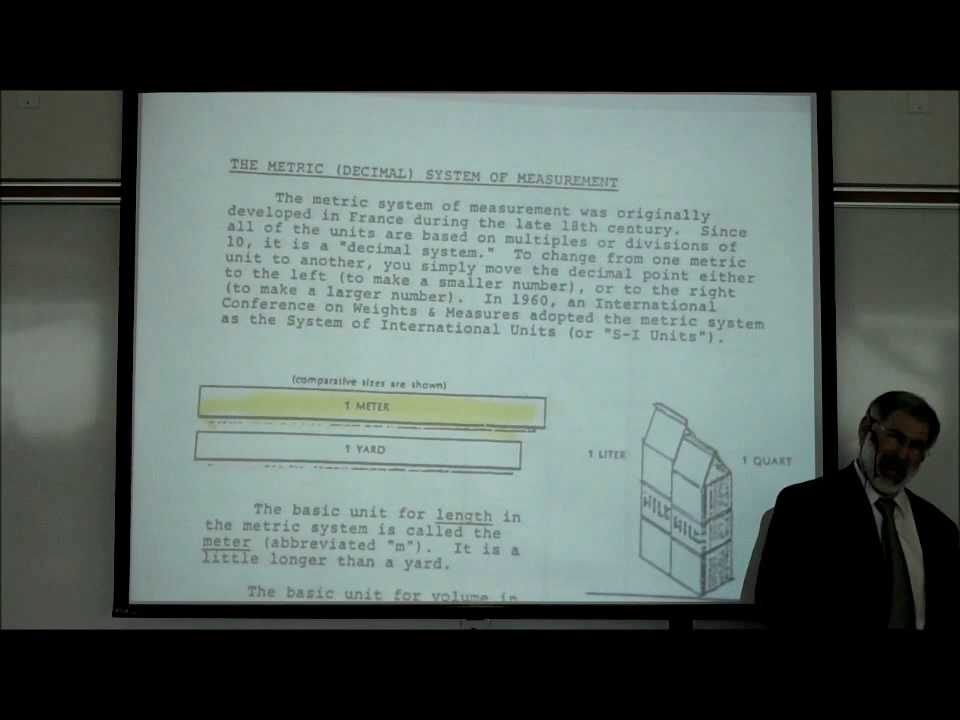 THE METRIC (DECIMAL) SYSTEM OF MEASUREMENT
The metric system of measurement was originally
developed in France during the late 18th century. Since
all of the units are based on multiples or divisions of
10, it is a "decimal system." To change from one metric
unit to another, you simply move the decimal point either
to the left (to make a smaller number), or to the right
(to make a larger number). In 1960, an International
Conference on Weights & Measures adopted the metric system
as the System of International Units (or "S-I Units").
(comparative sizes are shown)
1 METER
1 YARD
1 LITER
1 QUART
MILK
MILK
The basic unit for length in
the metric system is called the
meter (abbreviated "m"). It is a
little longer than a yard.
The basic unit for volume in